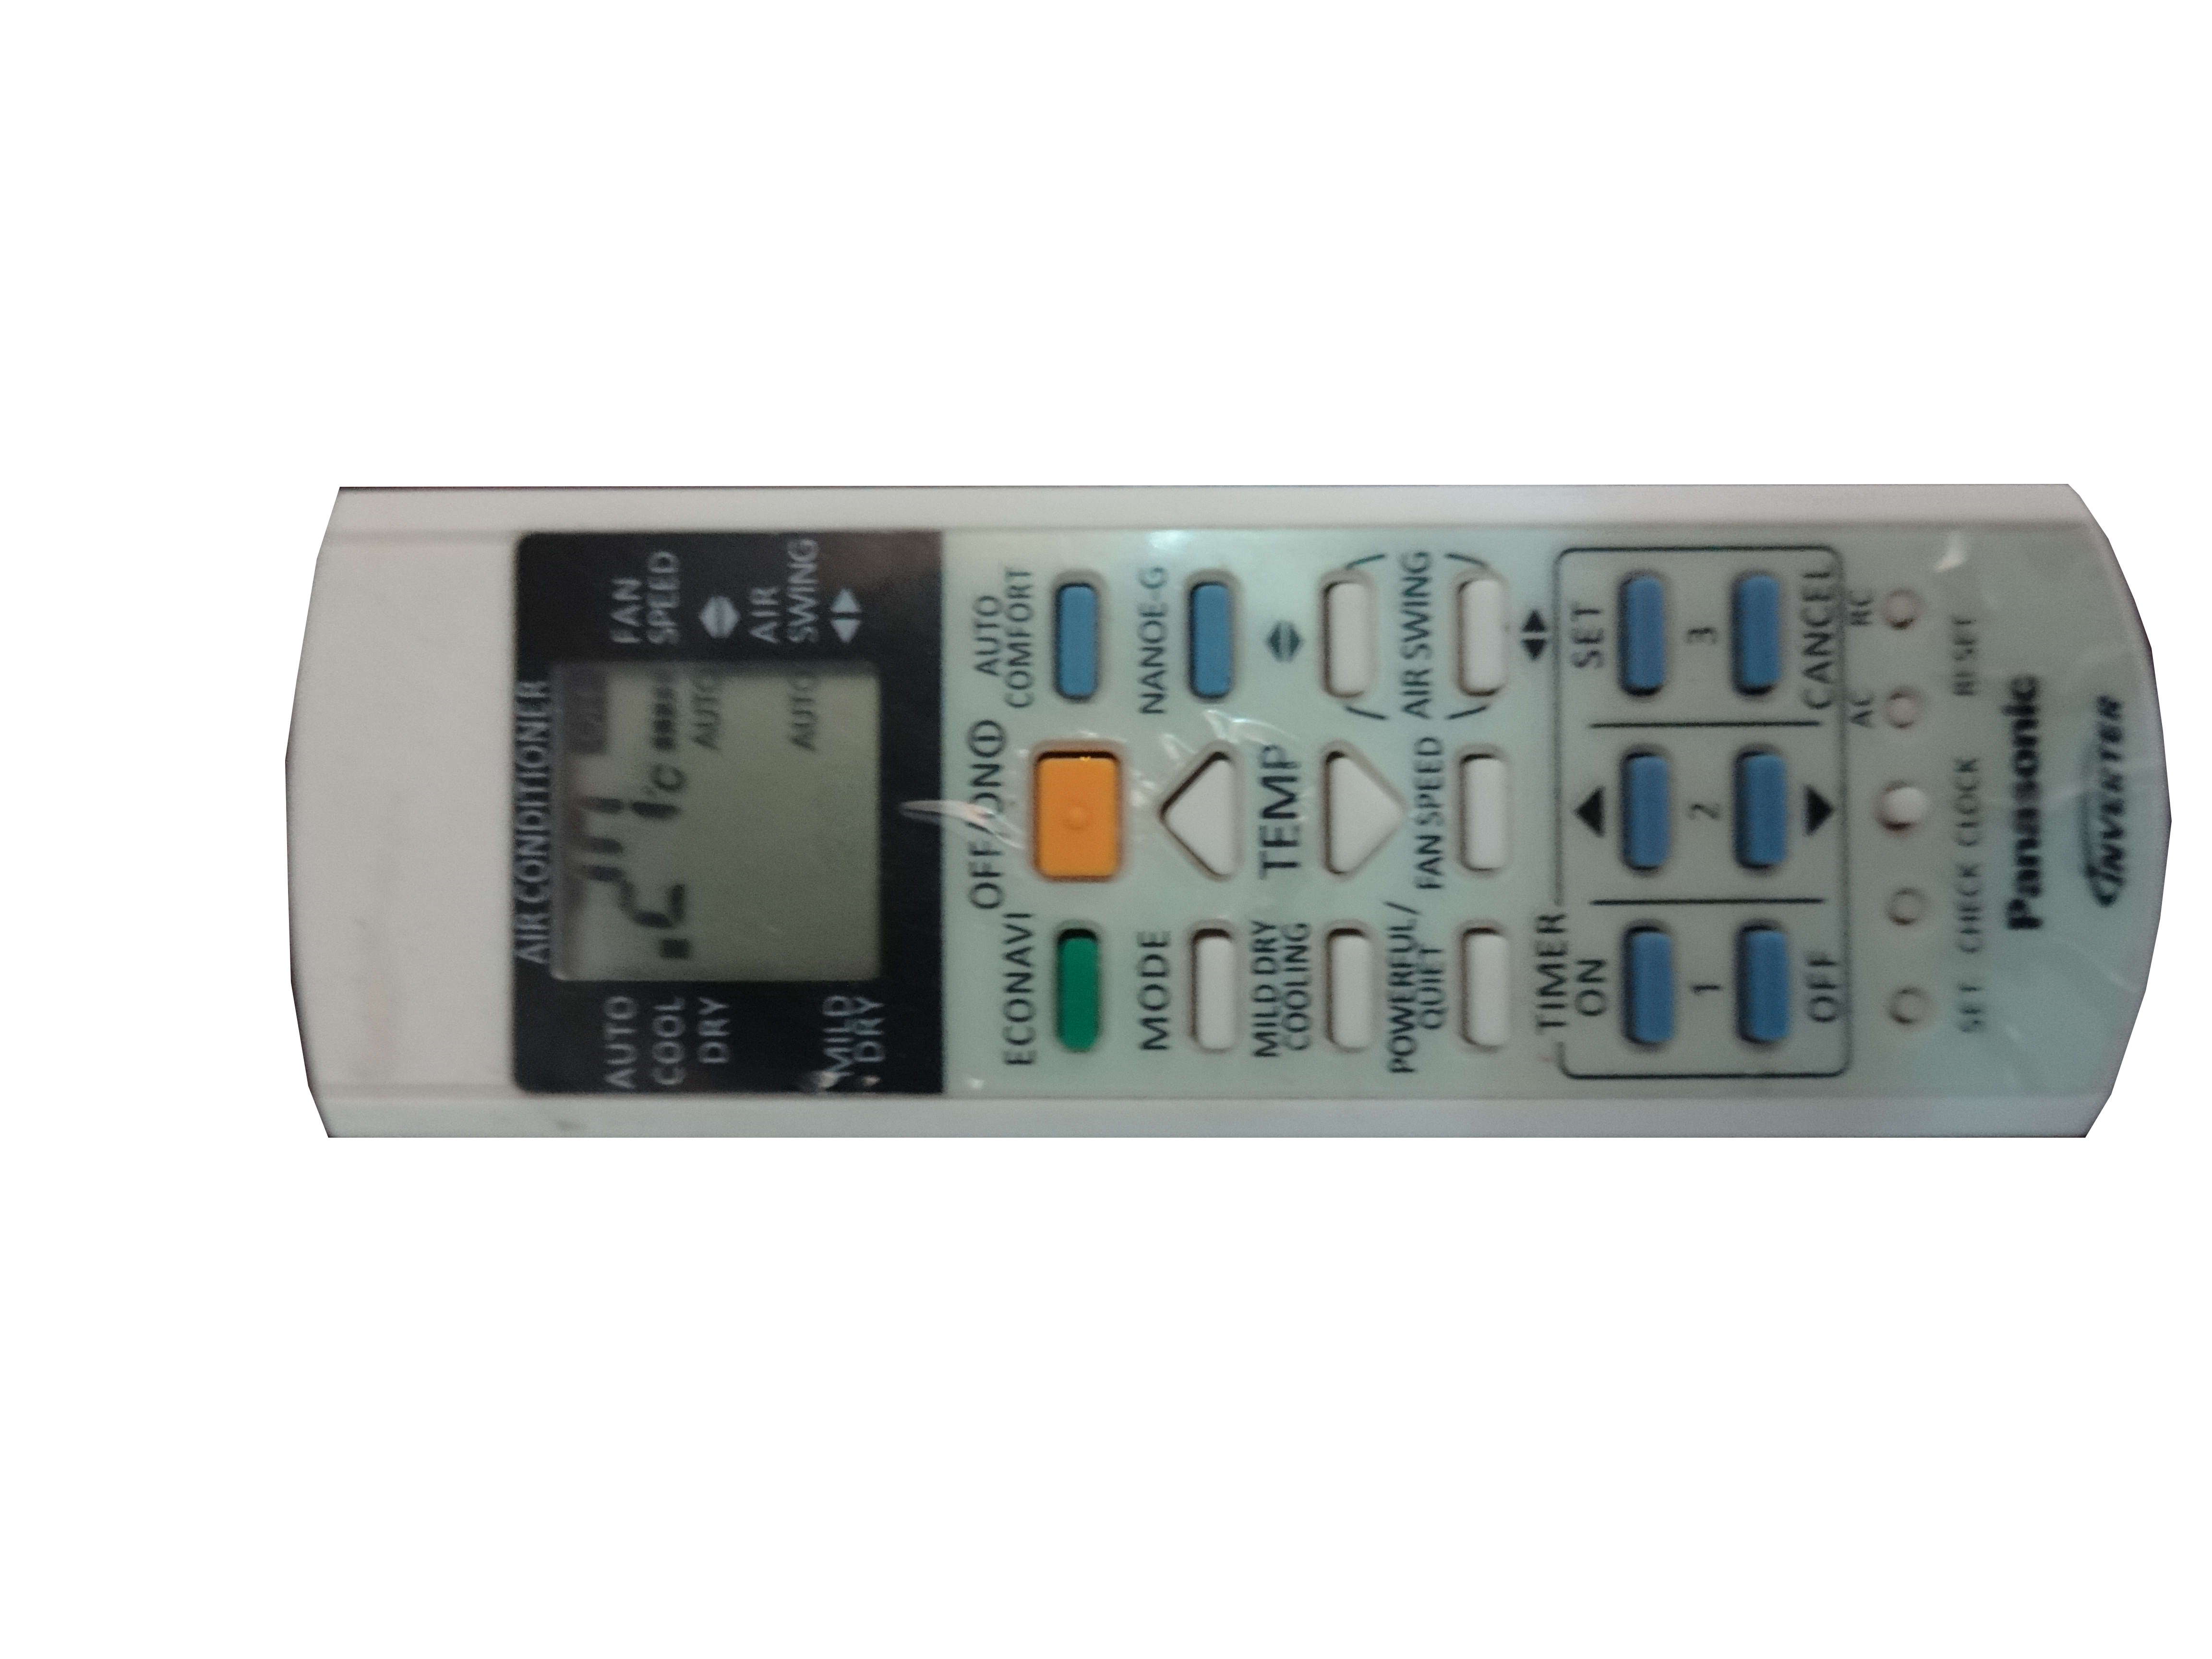 AIR CONDITIONER
AUTO
COOL
DRY
MILD
DRY
°C
AUTO
AUTO
FAN
SPEED
AIR
SWING
OFF/ON
ECONAVI
AUTO
COMFORT
MODE
NANOE-G
TEMP
MILD DRY
COOLING
POWERFUL/
QUIET
FAN SPEED
AIR SWING
TIMER
ON
SET
1
2
3
OFF
CANCEL
AC
RC
SET
CHECK
CLOCK
RESET
Panasonic
INVERTER